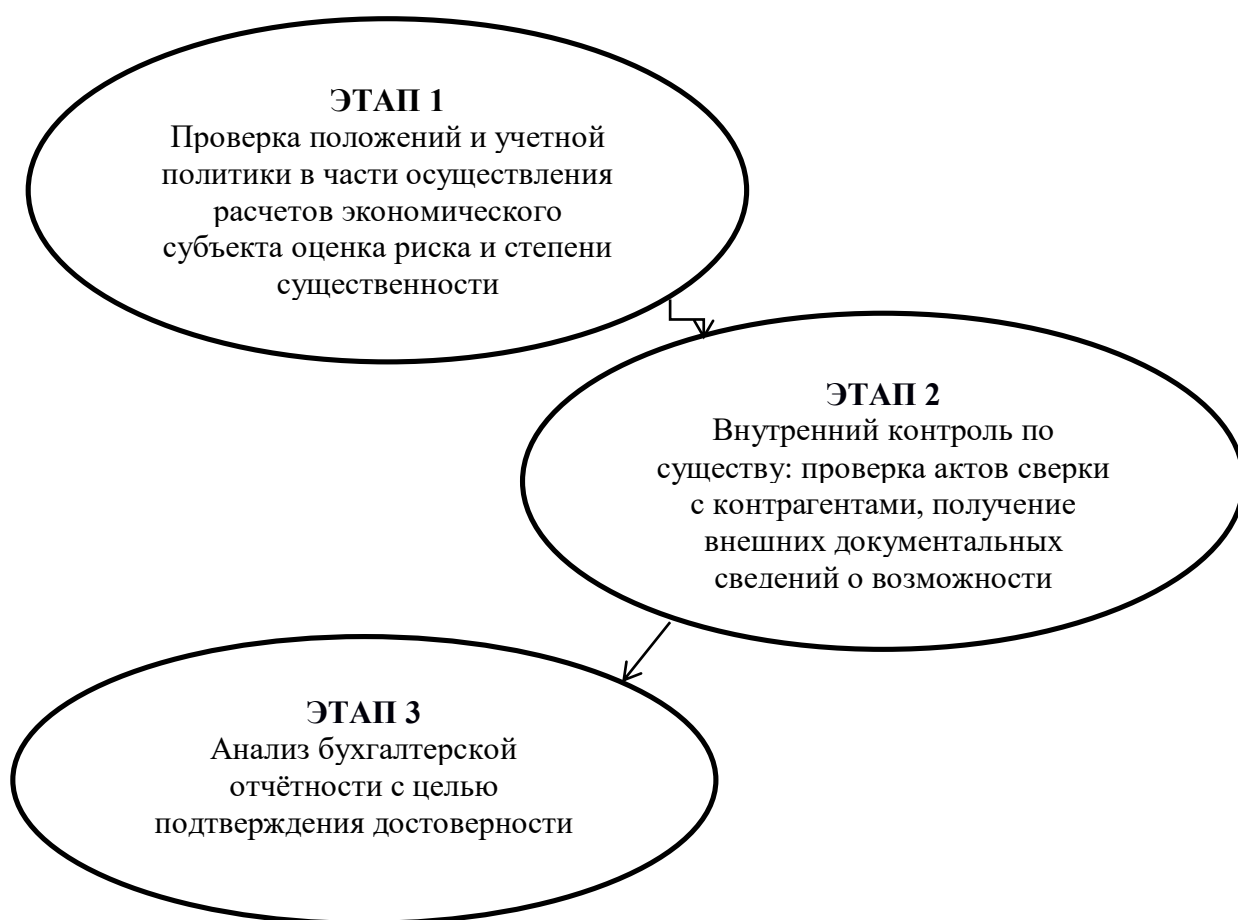 ЭТАП 1
Проверка положений и учетной
политики в части осуществления
расчетов экономического
субъекта оценка риска и степени
существенности
ЭТАП 2
Внутренний контроль по
существу: проверка актов сверки
с контрагентами, получение
внешних документальных
сведений о возможности
ЭТАП 3
Анализ бухгалтерской
отчётности с целью
подтверждения достоверности